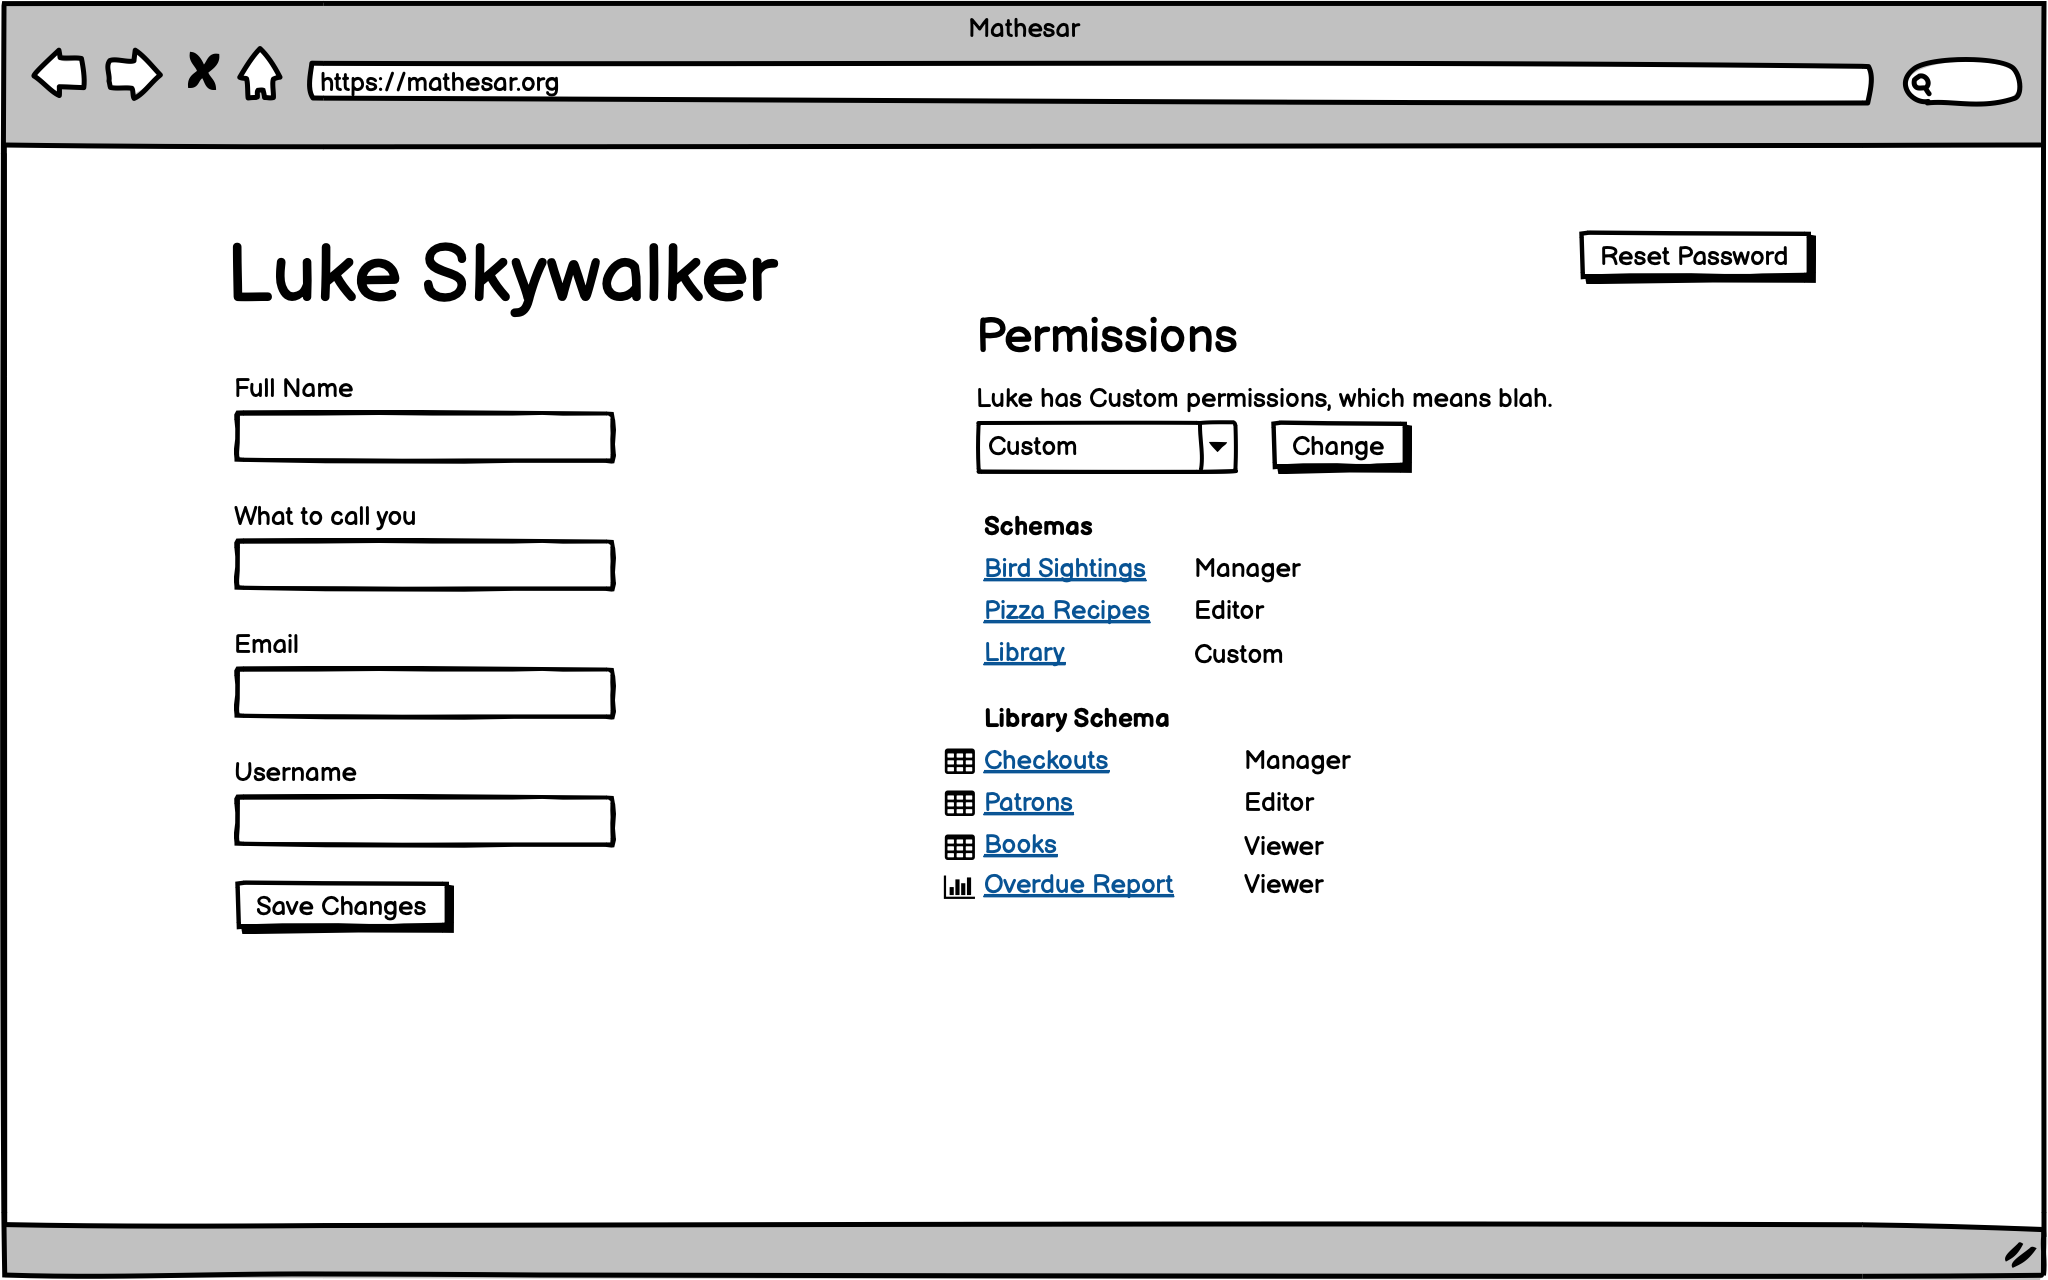 Mathesar
https://mathesar.org
Luke Skywalker
Reset Password
Full Name
What to call you
Email
Username
Save Changes
Permissions
Luke has Custom permissions, which means blah.
Custom
Change
Schemas
Bird Sightings Manager
Pizza Recipes Editor
Library Custom
Library Schema
Checkouts Manager
Patrons Editor
Books Viewer
Overdue Report Viewer